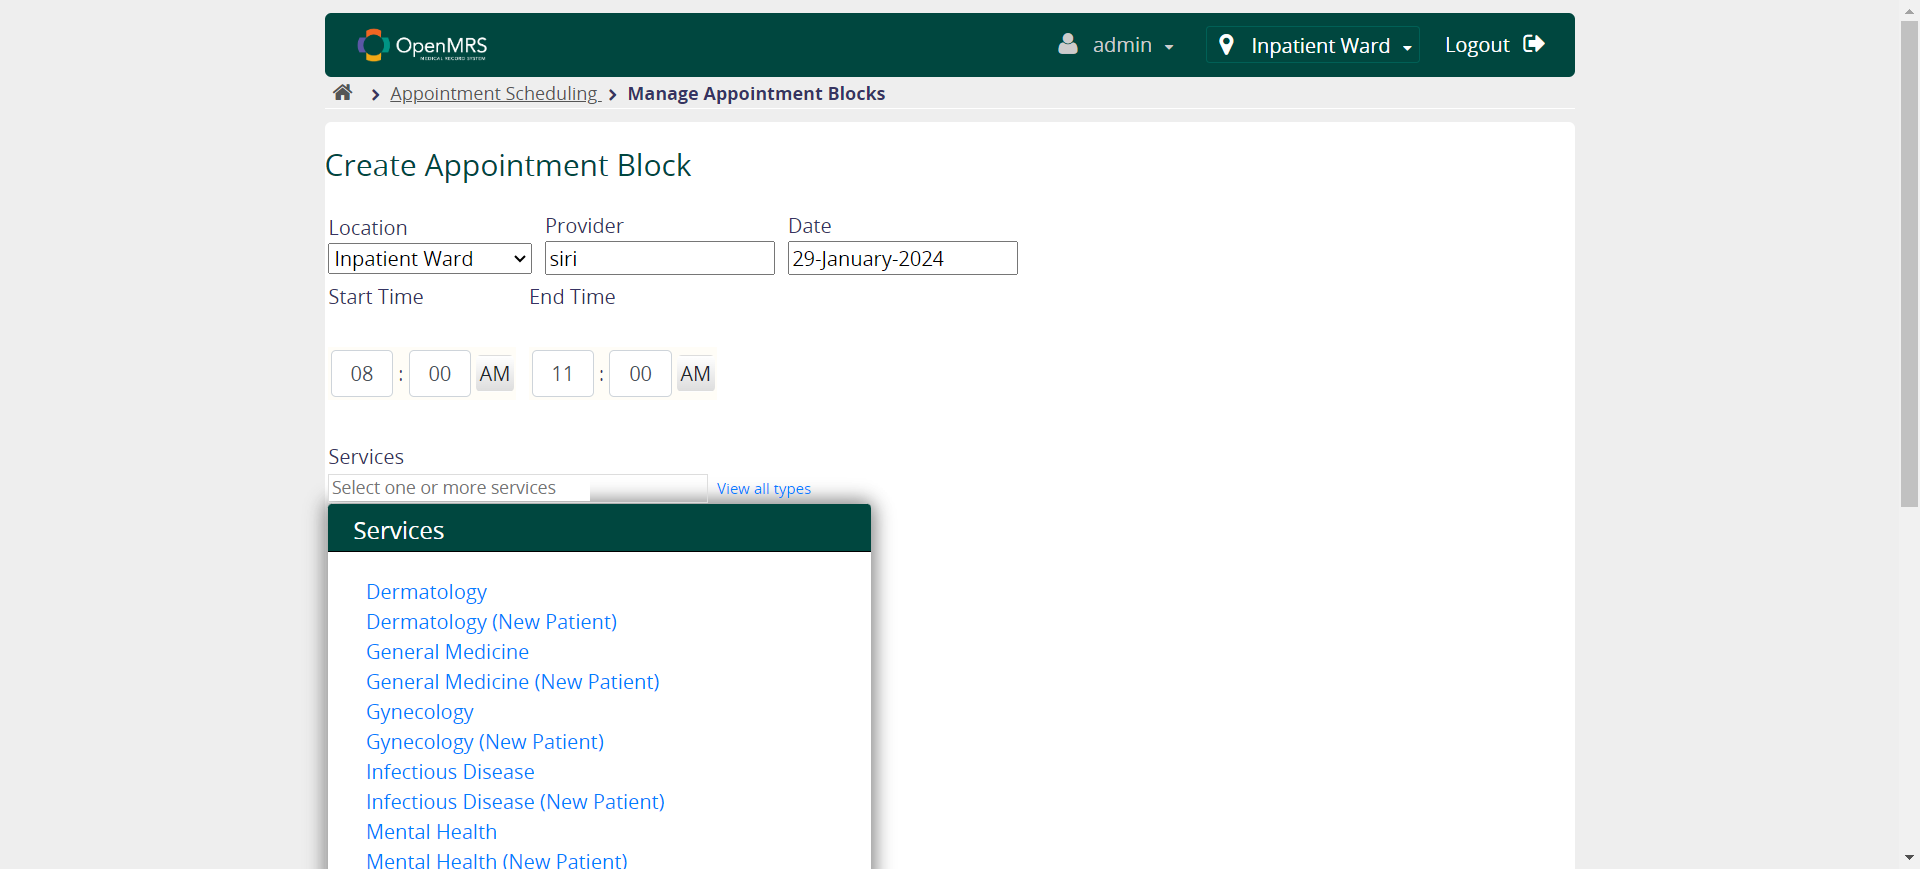 OpenMRS
MEDICAL RECORD SYSTEM
admin
Inpatient Ward
Logout
Appointment Scheduling
Manage Appointment Blocks
Create Appointment Block
Location
Provider
Date
Inpatient Ward
siri
29-January-2024
Start Time
End Time
08 : 00 AM
11 : 00 AM
Services
Select one or more services
View all types
Services
Dermatology
Dermatology (New Patient)
General Medicine
General Medicine (New Patient)
Gynecology
Gynecology (New Patient)
Infectious Disease
Infectious Disease (New Patient)
Mental Health
Mental Health (New Patient)